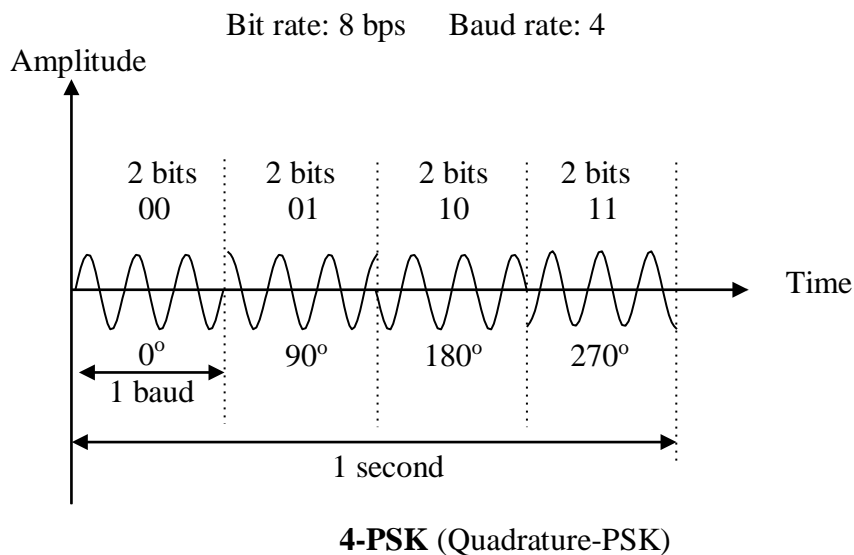 Bit rate: 8 bps Baud rate: 4
Amplitude
2 bits 2 bits 2 bits 2 bits
00 01 10 11
Time
0° 90° 180° 270°
1 baud
1 second
4-PSK (Quadrature-PSK)